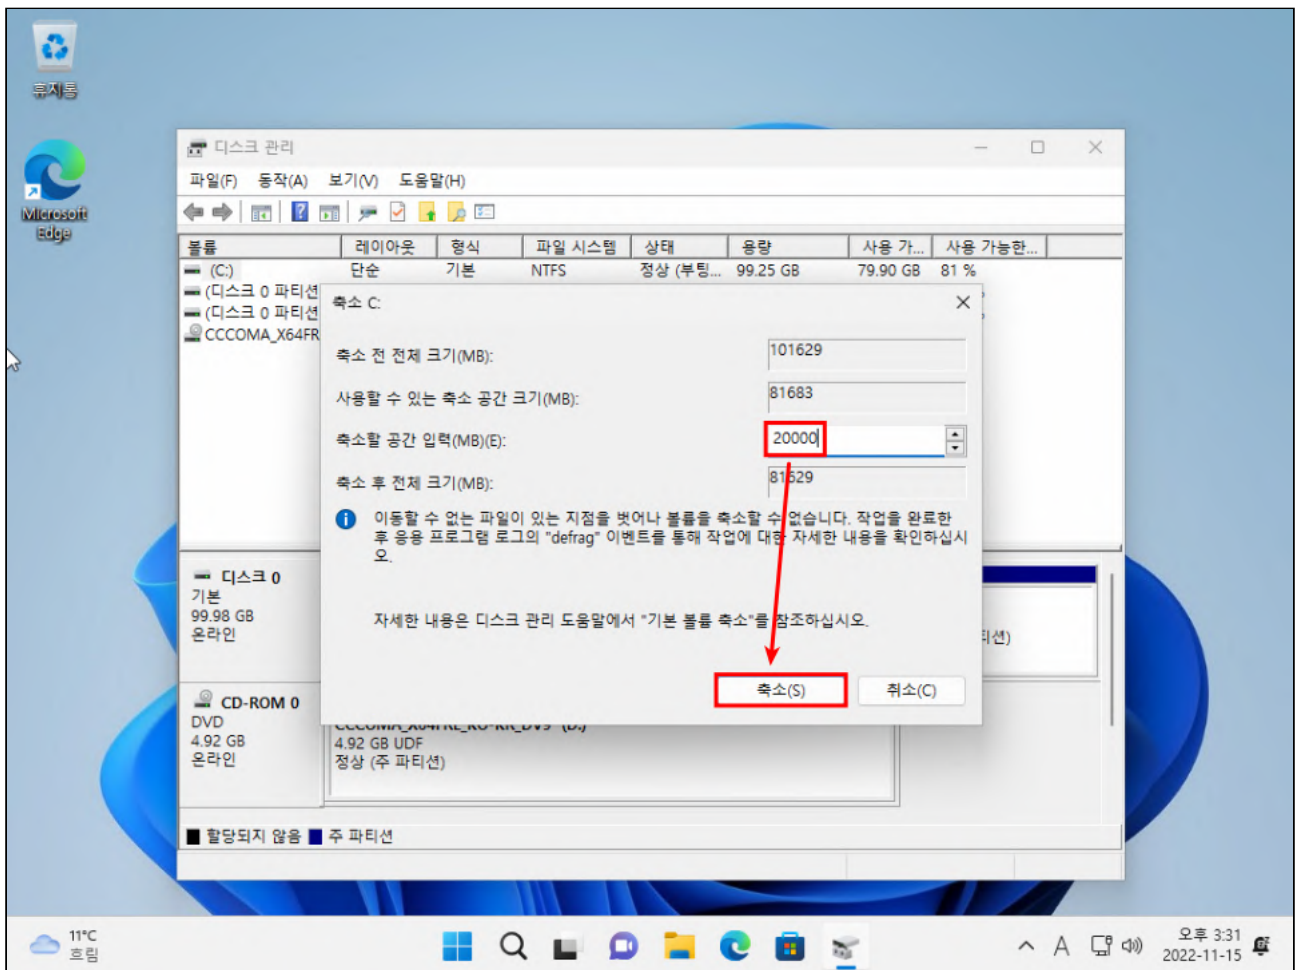 휴지통
Microsoft
Edge
디스크 관리
파일(F) 동작(A) 보기(V) 도움말(H)
볼륨 레이아웃 형식 파일 시스템 상태 용량 사용 가... 사용 가능한...
(C:) 단순 기본 NTFS 정상 (부팅... 99.25 GB 79.90 GB 81 %
(디스크 0 파티션
(디스크 0 파티션
CCCOMA_X64FR
축소 C:
축소 전 전체 크기(MB): 101629
사용할 수 있는 축소 공간 크기(MB): 81683
축소할 공간 입력(MB)(E): 20000
축소 후 전체 크기(MB): 81629
이동할 수 없는 파일이 있는 지점을 벗어나 볼륨을 축소할 수 없습니다. 작업을 완료한
후 응용 프로그램 로그의 "defrag" 이벤트를 통해 작업에 대한 자세한 내용을 확인하십시
오.
자세한 내용은 디스크 관리 도움말에서 "기본 볼륨 축소"를 참조하십시오.
축소(S) 취소(C)
디스크 0
기본
99.98 GB
온라인
티션)
CD-ROM 0
DVD
4.92 GB
온라인
CCCOMA_X64FRE_KO-KR_DV9 (D:)
4.92 GB UDF
정상 (주 파티션)
할당되지 않음 주 파티션
11°C
흐림
A
오후 3:31
2022-11-15